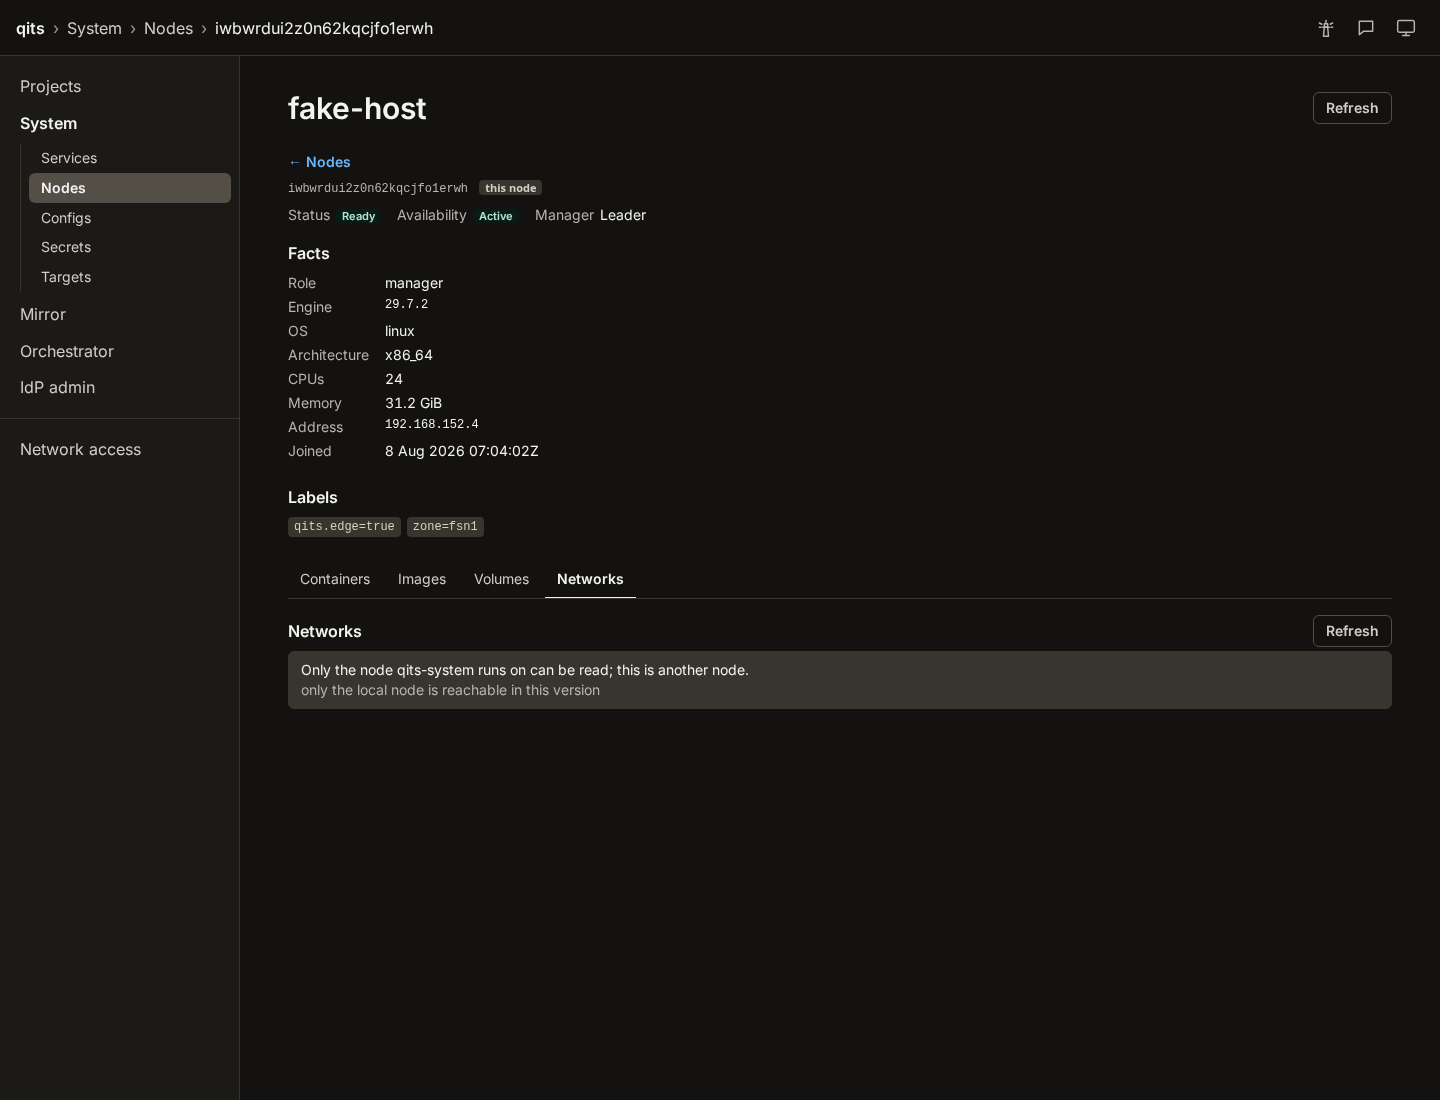 qits › System › Nodes › iwbwrdui2z0n62kqcjfo1erwh
Projects
System
Services
Nodes
Configs
Secrets
Targets
Mirror
Orchestrator
IdP admin
Network access
fake-host
Refresh
← Nodes
iwbwrdui2z0n62kqcjfo1erwh this node
Status Ready Availability Active Manager Leader
Facts
Role manager
Engine 29.7.2
OS linux
Architecture x86_64
CPUs 24
Memory 31.2 GiB
Address 192.168.152.4
Joined 8 Aug 2026 07:04:02Z
Labels
qits.edge=true zone=fsn1
Containers Images Volumes Networks
Networks
Refresh
Only the node qits-system runs on can be read; this is another node.
only the local node is reachable in this version